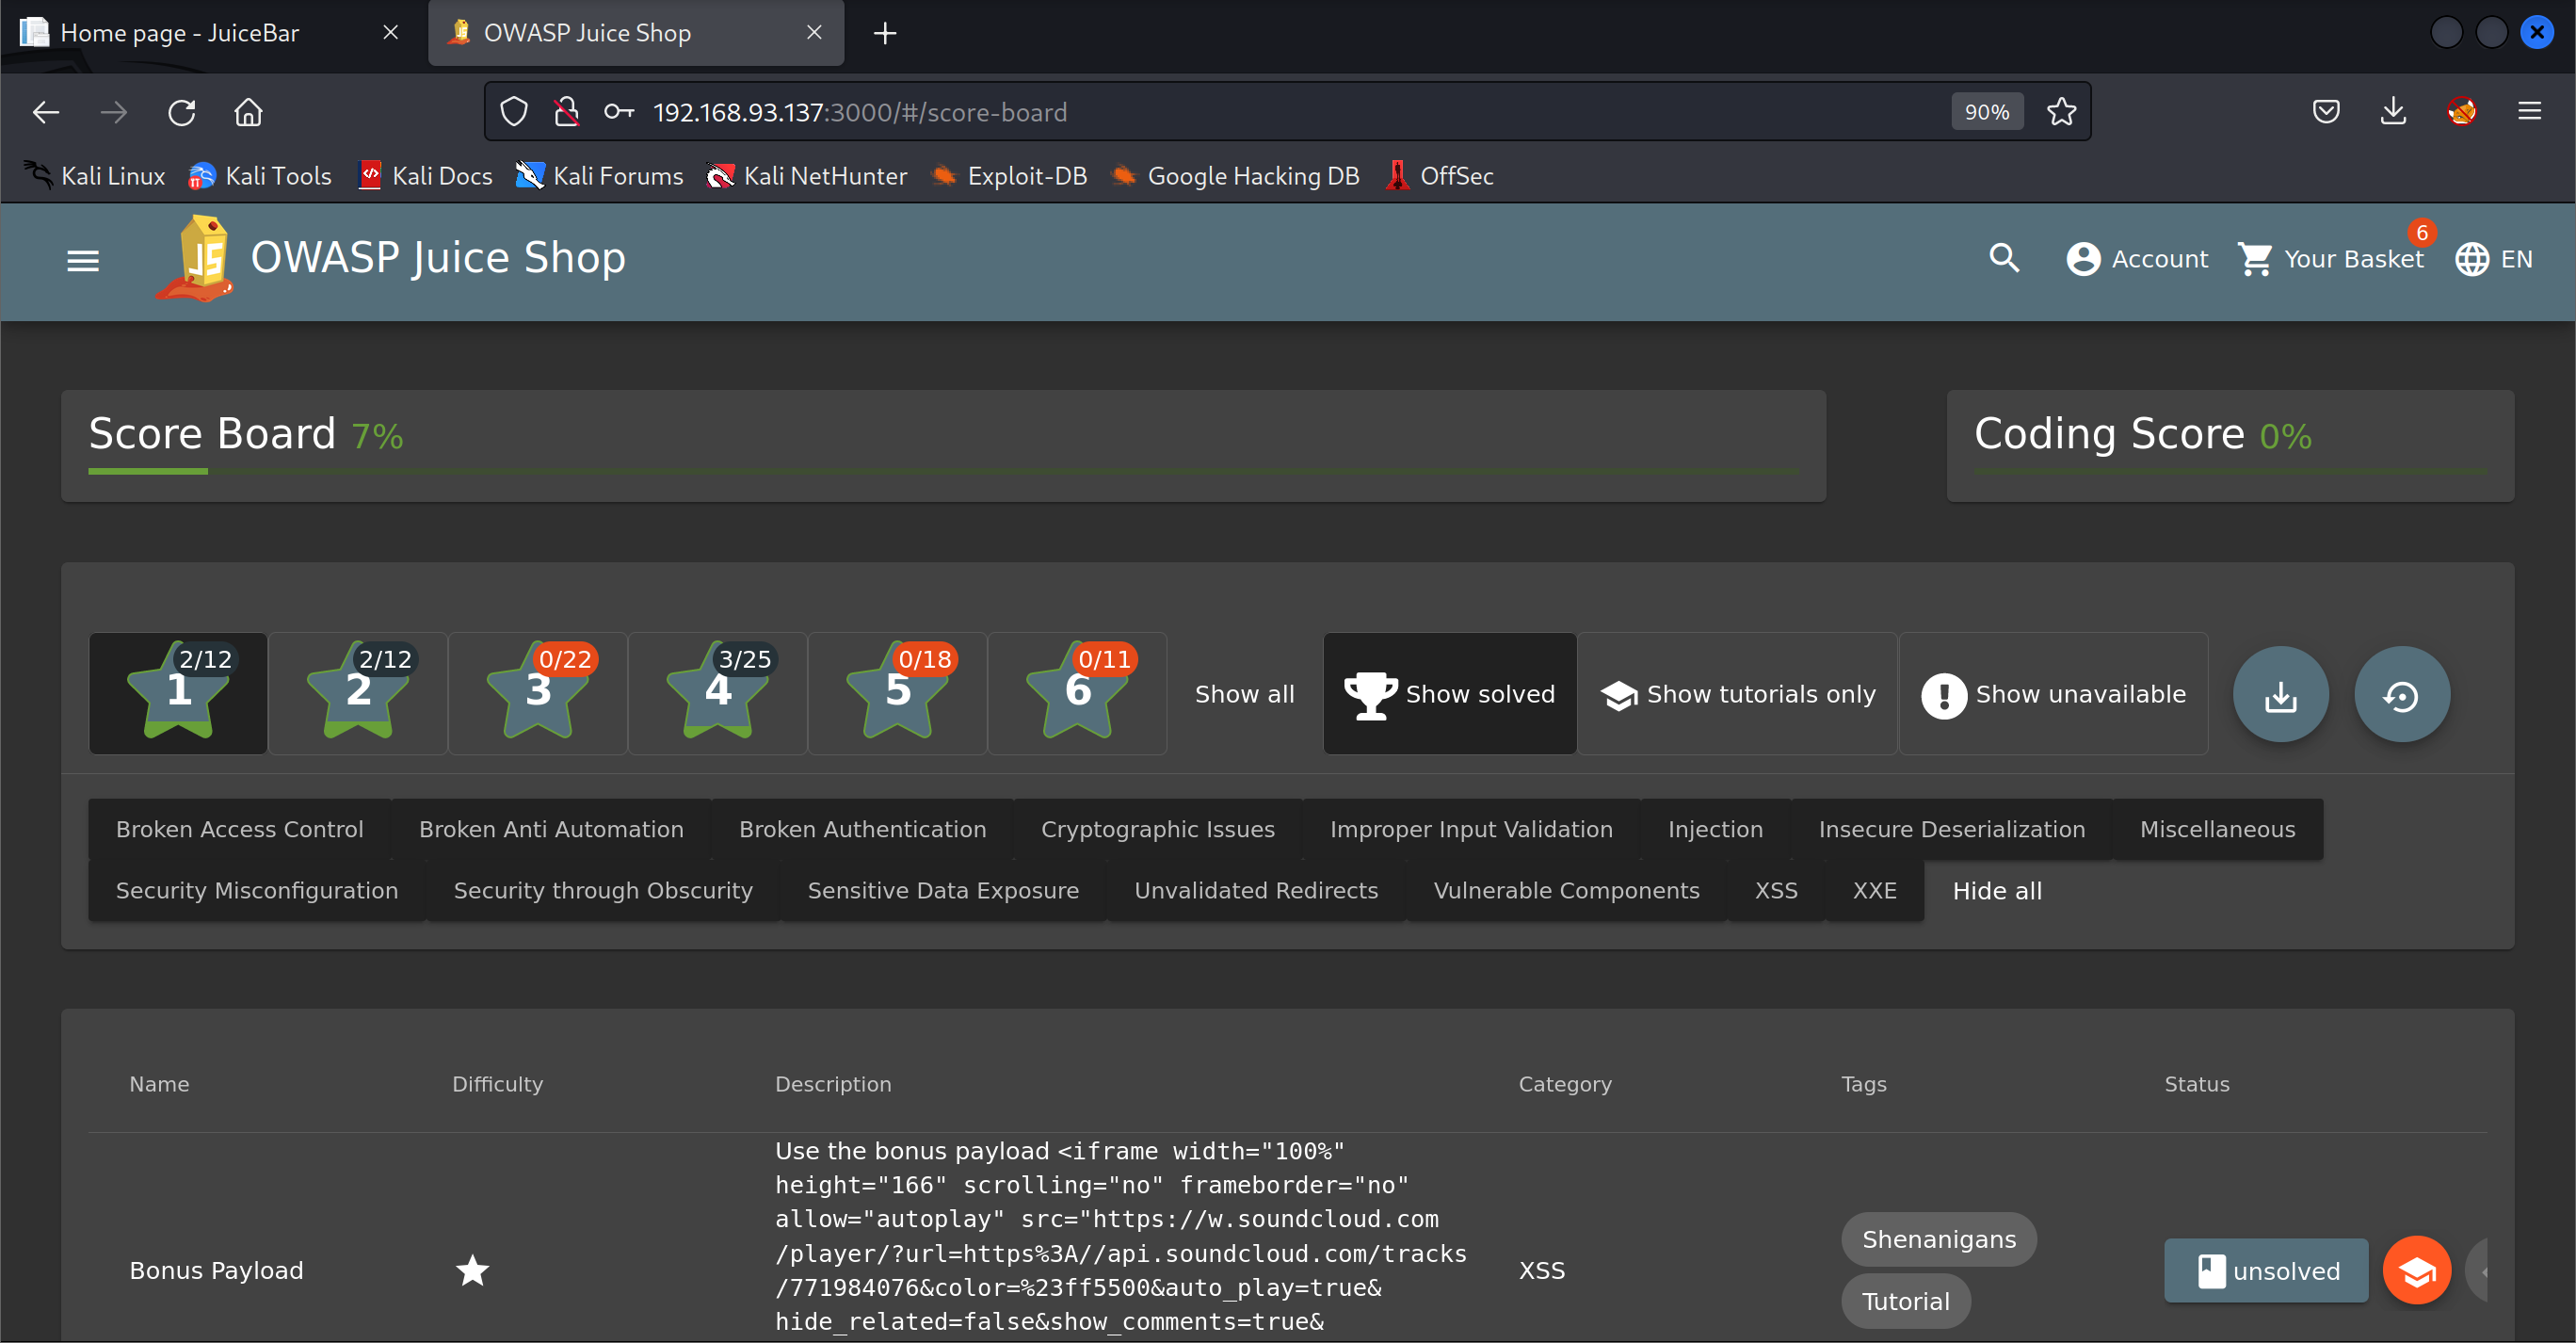 Home page - JuiceBar
OWASP Juice Shop
192.168.93.137:3000/#/score-board
90%
Kali Linux
Kali Tools
Kali Docs
Kali Forums
Kali NetHunter
Exploit-DB
Google Hacking DB
OffSec
JS
OWASP Juice Shop
Account
6
Your Basket
EN
Score Board 7%
Coding Score 0%
1 2/12
2 2/12
3 0/22
4 3/25
5 0/18
6 0/11
Show all
Show solved
Show tutorials only
Show unavailable
Broken Access Control Broken Anti Automation Broken Authentication Cryptographic Issues Improper Input Validation Injection Insecure Deserialization Miscellaneous
Security Misconfiguration Security through Obscurity Sensitive Data Exposure Unvalidated Redirects Vulnerable Components XSS XXE Hide all
Name Difficulty Description Category Tags Status
Bonus Payload
Use the bonus payload <iframe width="100%"
height="166" scrolling="no" frameborder="no"
allow="autoplay" src="https://w.soundcloud.com
/player/?url=https%3A//api.soundcloud.com/tracks
/771984076&color=%23ff5500&auto_play=true&
hide_related=false&show_comments=true&
XSS
Shenanigans
Tutorial
unsolved